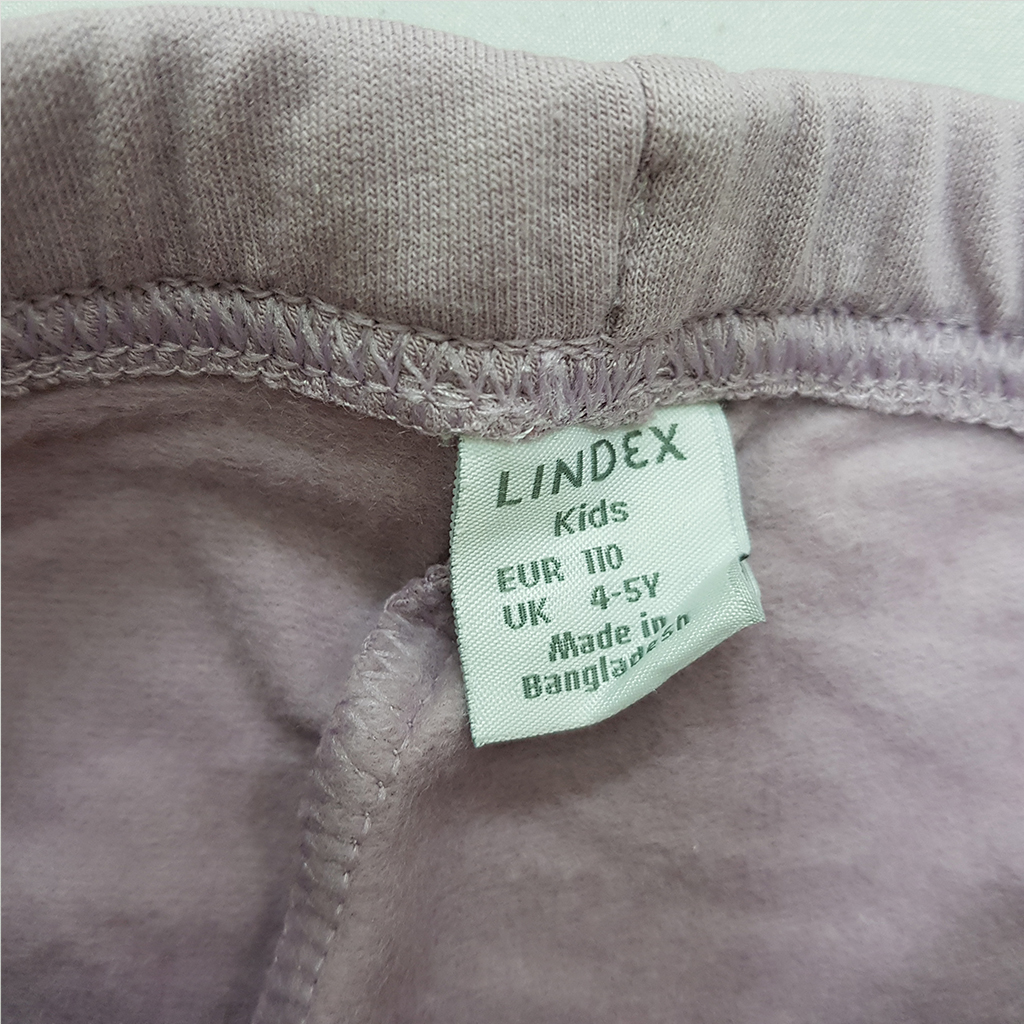 LINDEX
Kids
EUR 110
UK 4-5Y
Made in
Bangladesh